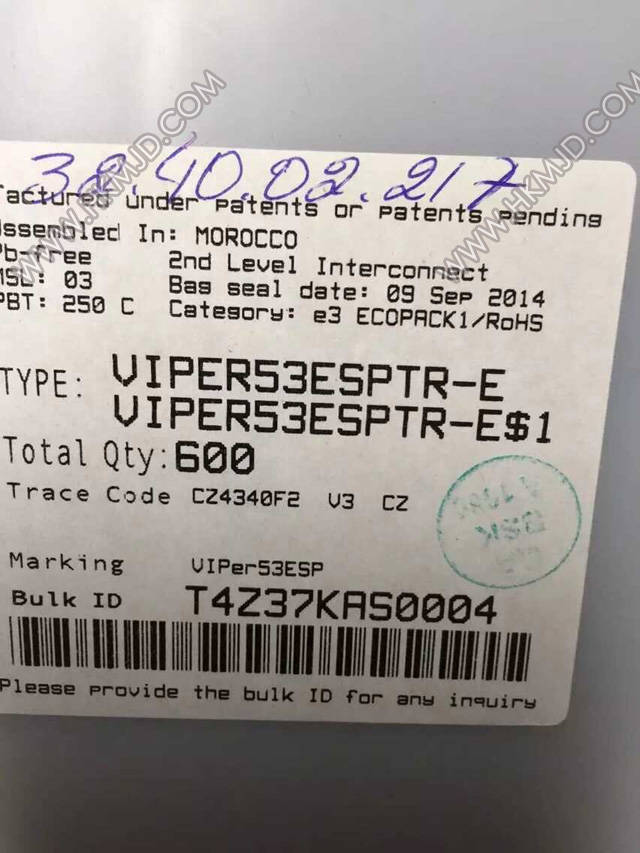 38.40.02.217
factured under patents or patents pending
Assembled In: MOROCCO
Pb-free 2nd Level Interconnect
MSL: 03 Bag seal date: 09 Sep 2014
PBT: 250 C Category: e3 ECOPACK1/RoHS
TYPE: VIPER53ESPTR-E
VIPER53ESPTR-E$1
Total Qty: 600
Trace Code CZ4340F2 V3 CZ
Marking VIPer53ESP
Bulk ID T4Z37KAS0004
Please provide the bulk ID for any inquiry
WWW.HKMJD.COM
WWW.HKMJD.COM